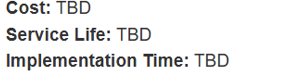 Cost: TBD
Service Life: TBD
Implementation Time: TBD